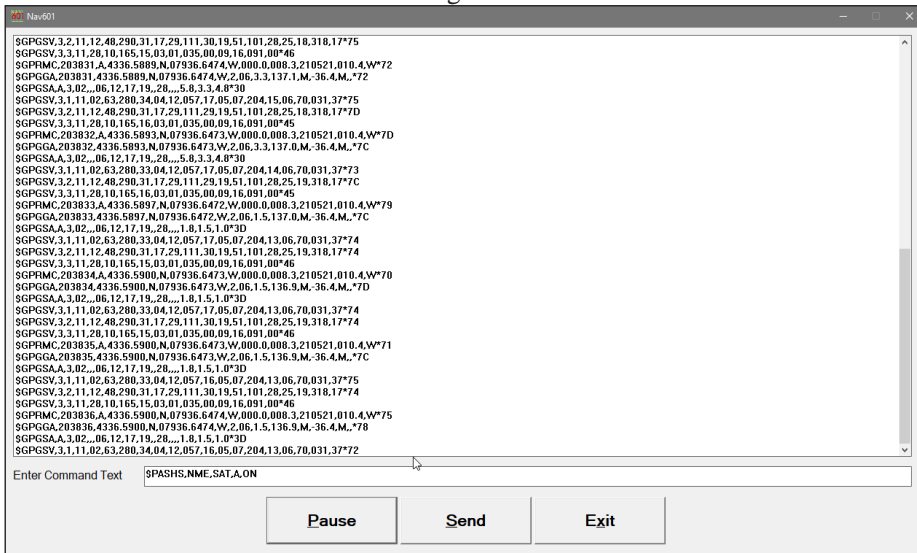 Nav601
$GPGSV,3,2,11,12,48,290,31,17,29,111,30,19,51,101,28,25,18,318,17*75
$GPGSV,3,3,11,28,10,165,15,03,01,035,00,09,16,091,00*46
$GPRMC,203831,A,4336.5889,N,07936.6474,W,000.0,008.3,210521,010.4,W*72
$GPGGA,203831,4336.5889,N,07936.6474,W,2,06,3.3,137.1,M,-36.4,M,,*72
$GPGSA,A,3,02,,,06,12,17,19,,28,,,,5.8,3.3,4.8*30
$GPGSV,3,1,11,02,63,280,34,04,12,057,17,05,07,204,15,06,70,031,37*75
$GPGSV,3,2,11,12,48,290,31,17,29,111,29,19,51,101,28,25,18,318,17*7D
$GPGSV,3,3,11,28,10,165,16,03,01,035,00,09,16,091,00*45
$GPRMC,203832,A,4336.5893,N,07936.6473,W,000.0,008.3,210521,010.4,W*7D
$GPGGA,203832,4336.5893,N,07936.6473,W,2,06,3.3,137.0,M,-36.4,M,,*7C
$GPGSA,A,3,02,,,06,12,17,19,,28,,,,5.8,3.3,4.8*30
$GPGSV,3,1,11,02,63,280,33,04,12,057,17,05,07,204,14,06,70,031,37*73
$GPGSV,3,2,11,12,48,290,31,17,29,111,29,19,51,101,28,25,19,318,17*7C
$GPGSV,3,3,11,28,10,165,16,03,01,035,00,09,16,091,00*45
$GPRMC,203833,A,4336.5897,N,07936.6472,W,000.0,008.3,210521,010.4,W*79
$GPGGA,203833,4336.5897,N,07936.6472,W,2,06,1.5,137.0,M,-36.4,M,,*7C
$GPGSA,A,3,02,,,06,12,17,19,,28,,,,1.8,1.5,1.0*3D
$GPGSV,3,1,11,02,63,280,33,04,12,057,17,05,07,204,13,06,70,031,37*74
$GPGSV,3,2,11,12,48,290,31,17,29,111,30,19,51,101,28,25,19,318,17*74
$GPGSV,3,3,11,28,10,165,15,03,01,035,00,09,16,091,00*46
$GPRMC,203834,A,4336.5900,N,07936.6473,W,000.0,008.3,210521,010.4,W*70
$GPGGA,203834,4336.5900,N,07936.6473,W,2,06,1.5,136.9,M,-36.4,M,,*7D
$GPGSA,A,3,02,,,06,12,17,19,,28,,,,1.8,1.5,1.0*3D
$GPGSV,3,1,11,02,63,280,33,04,12,057,17,05,07,204,13,06,70,031,37*74
$GPGSV,3,2,11,12,48,290,31,17,29,111,30,19,51,101,28,25,19,318,17*74
$GPGSV,3,3,11,28,10,165,15,03,01,035,00,09,16,091,00*46
$GPRMC,203835,A,4336.5900,N,07936.6473,W,000.0,008.3,210521,010.4,W*71
$GPGGA,203835,4336.5900,N,07936.6473,W,2,06,1.5,136.9,M,-36.4,M,,*7C
$GPGSA,A,3,02,,,06,12,17,19,,28,,,,1.8,1.5,1.0*3D
$GPGSV,3,1,11,02,63,280,33,04,12,057,16,05,07,204,13,06,70,031,37*75
$GPGSV,3,2,11,12,48,290,31,17,29,111,30,19,51,101,28,25,19,318,17*74
$GPGSV,3,3,11,28,10,165,15,03,01,035,00,09,16,091,00*46
$GPRMC,203836,A,4336.5900,N,07936.6474,W,000.0,008.3,210521,010.4,W*75
$GPGGA,203836,4336.5900,N,07936.6474,W,2,06,1.5,136.9,M,-36.4,M,,*78
$GPGSA,A,3,02,,,06,12,17,19,,28,,,,1.8,1.5,1.0*3D
$GPGSV,3,1,11,02,63,280,34,04,12,057,16,05,07,204,13,06,70,031,37*72
Enter Command Text $PASHS,NME,SAT,A,ON
Pause Send Exit